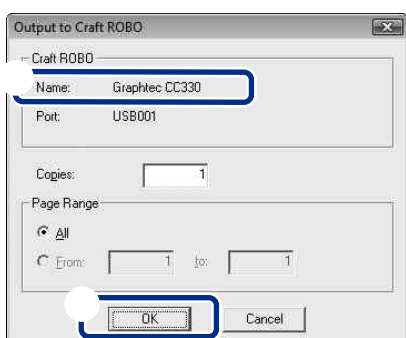 Output to Craft ROBO
Craft ROBO
Name: Graphtec CC330
Port: USB001
Copies: 1
Page Range
All
From: 1 to: 1
OK Cancel